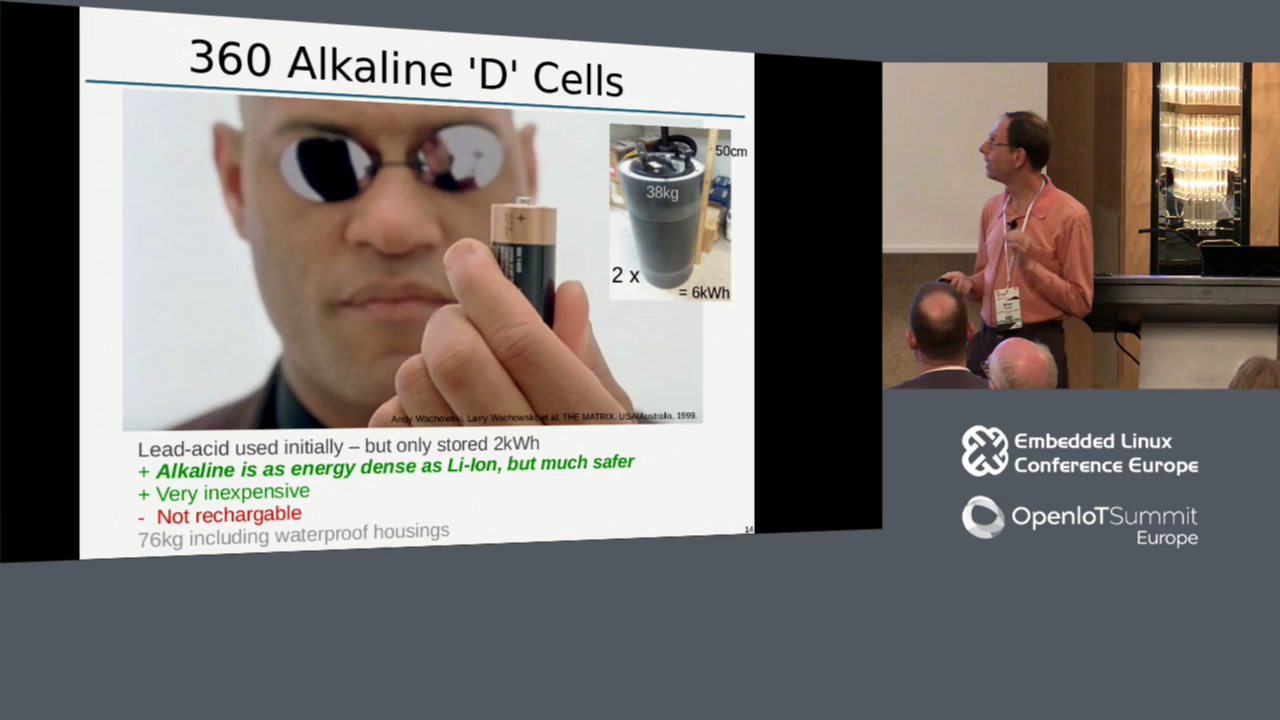 360 Alkaline 'D' Cells
50cm
38kg
2 x
= 6kWh
+
Andy Wachowski, Larry Wachowski, et al. THE MATRIX. USA/Australia, 1999.
Lead-acid used initially – but only stored 2kWh
+ Alkaline is as energy dense as Li-Ion, but much safer
+ Very inexpensive
- Not rechargable
76kg including waterproof housings
14
Embedded Linux
Conference Europe
OpenIoTSummit
Europe